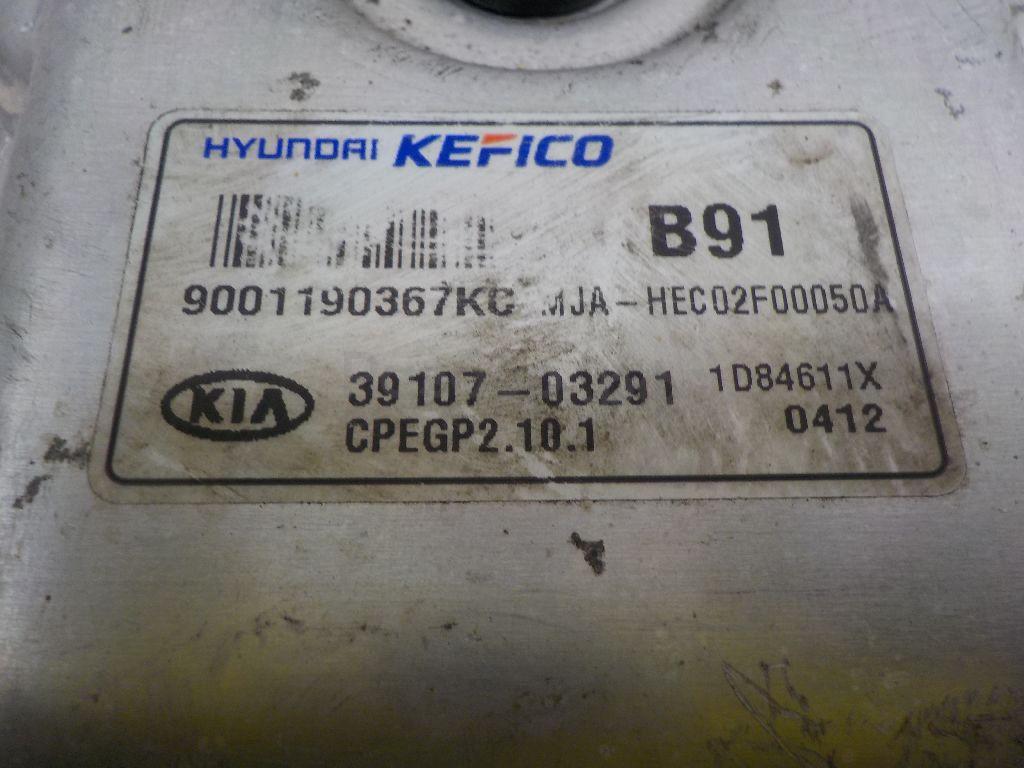 HYUNDAI KEFICO
B91
9001190367KC MJA-HEC02F00050A
KIA 39107-03291 1D84611X
CPEGP2.10.1 0412